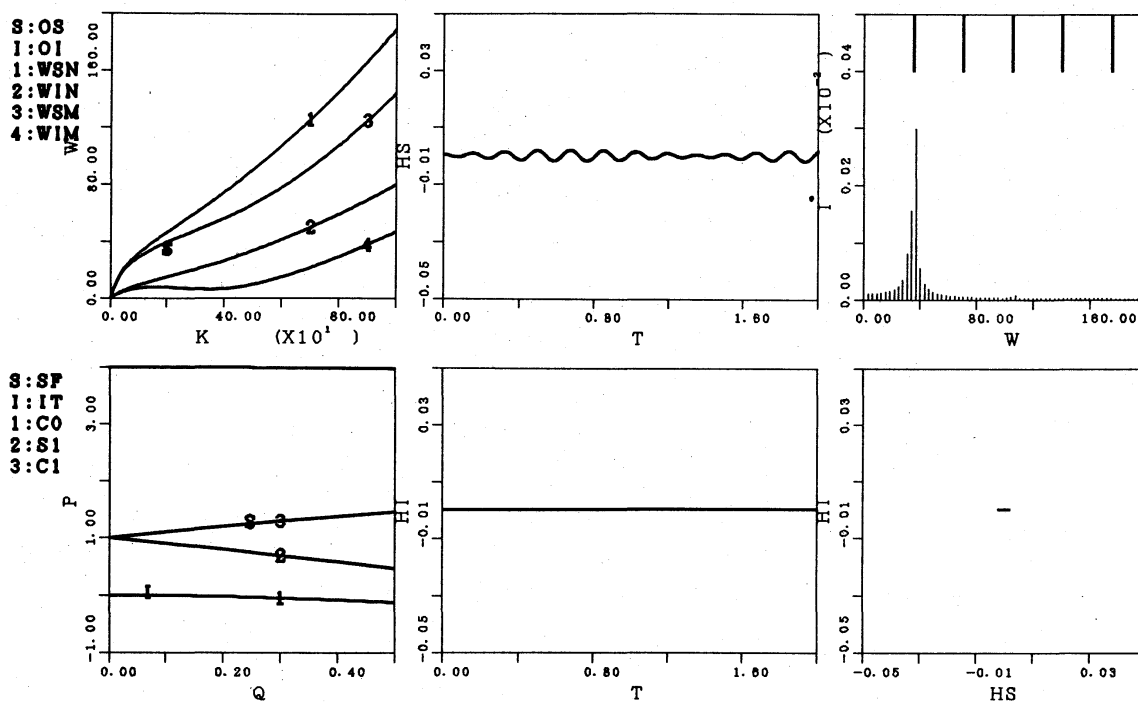 S:OS
I:OI
1:WSN
2:WIN
3:WSM
4:WIM
W
160.00
80.00
0.00
1
3
2
4
0.00 40.00 80.00
K (X10¹ )
HS
0.03
-0.01
-0.05
0.00 0.80 1.60
T
I (X10
0.04
0.02
0.00
0.00 80.00 160.00
W
S:SF
I:IT
1:C0
2:S1
3:C1
P
3.00
1.00
-1.00
S 3
2
I 1
0.00 0.20 0.40
Q
HI
0.03
-0.01
-0.05
0.00 0.80 1.60
T
HI
0.03
-0.01
-0.05
-0.05 -0.01 0.03
HS